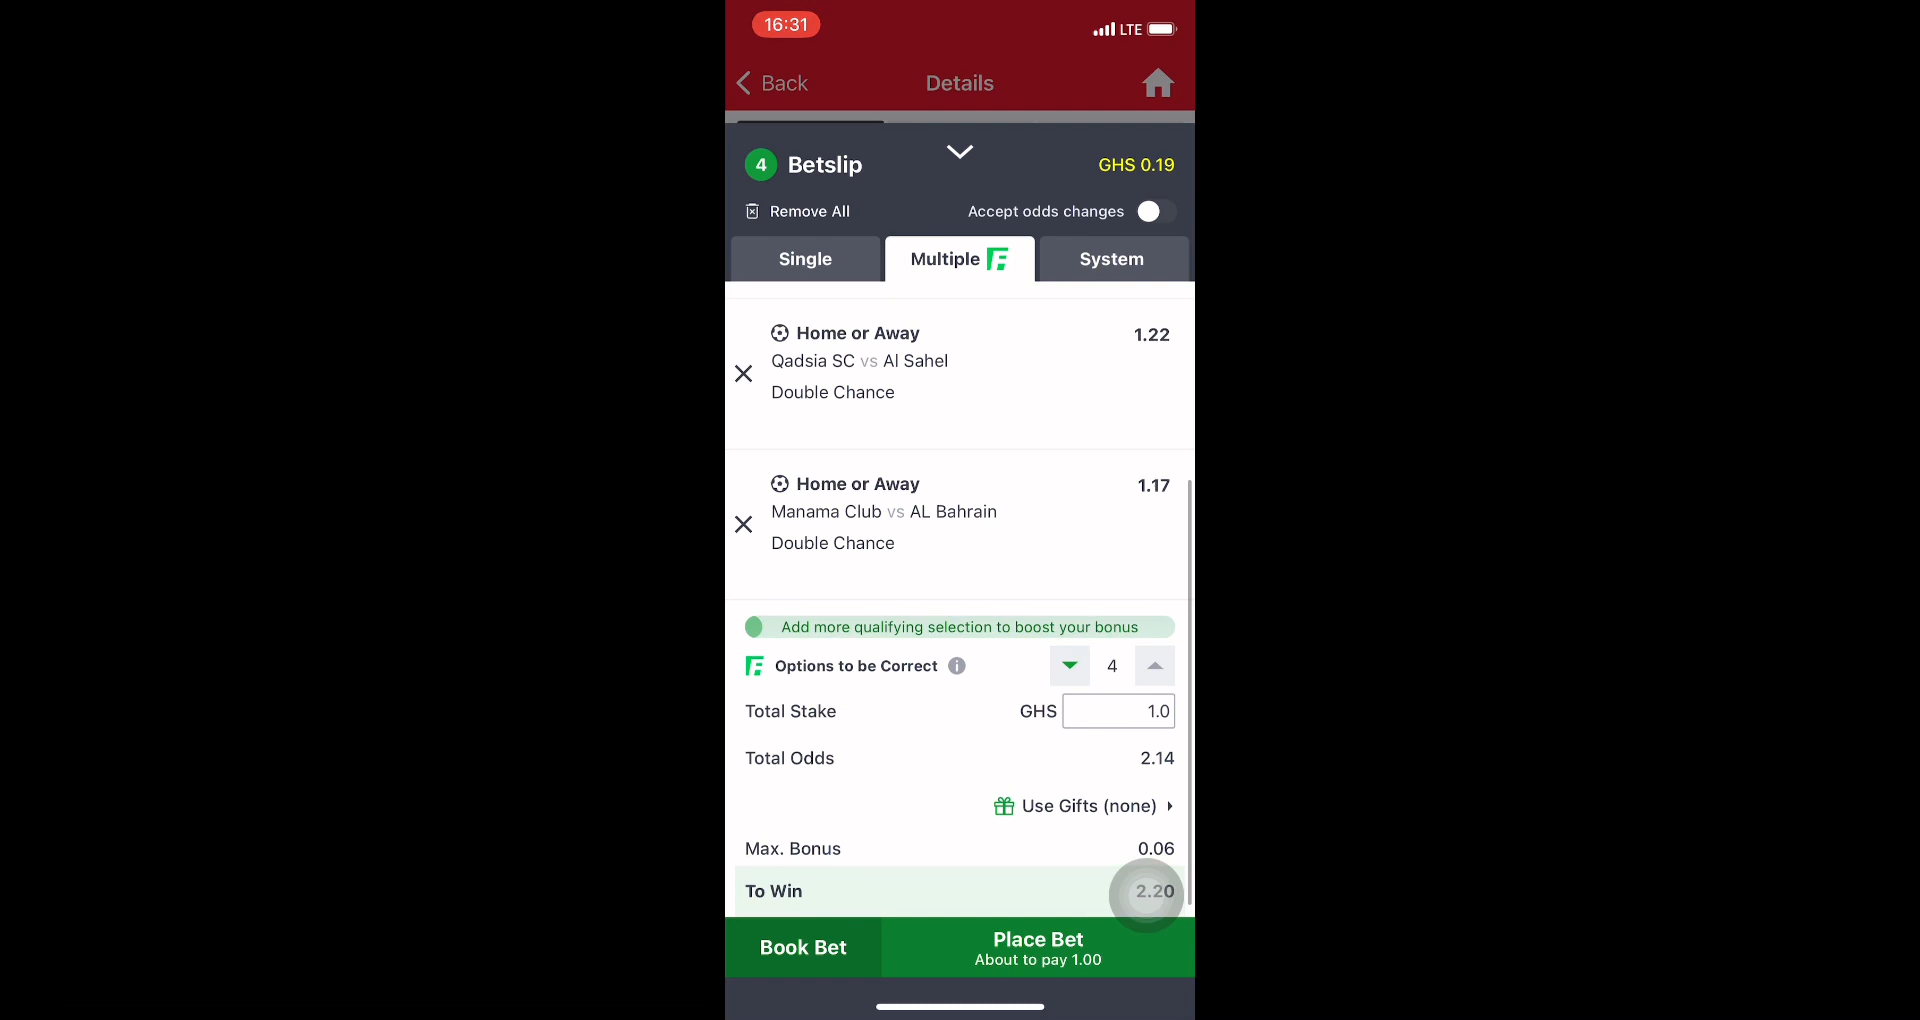 16:31
LTE
Back
Details
4 Betslip
GHS 0.19
Remove All
Accept odds changes
Single
Multiple
System
Home or Away
1.22
Qadsia SC vs Al Sahel
Double Chance
Home or Away
1.17
Manama Club vs AL Bahrain
Double Chance
Add more qualifying selection to boost your bonus
Options to be Correct
4
Total Stake
GHS 1.0
Total Odds
2.14
Use Gifts (none)
Max. Bonus
0.06
To Win
2.20
Book Bet
Place Bet
About to pay 1.00